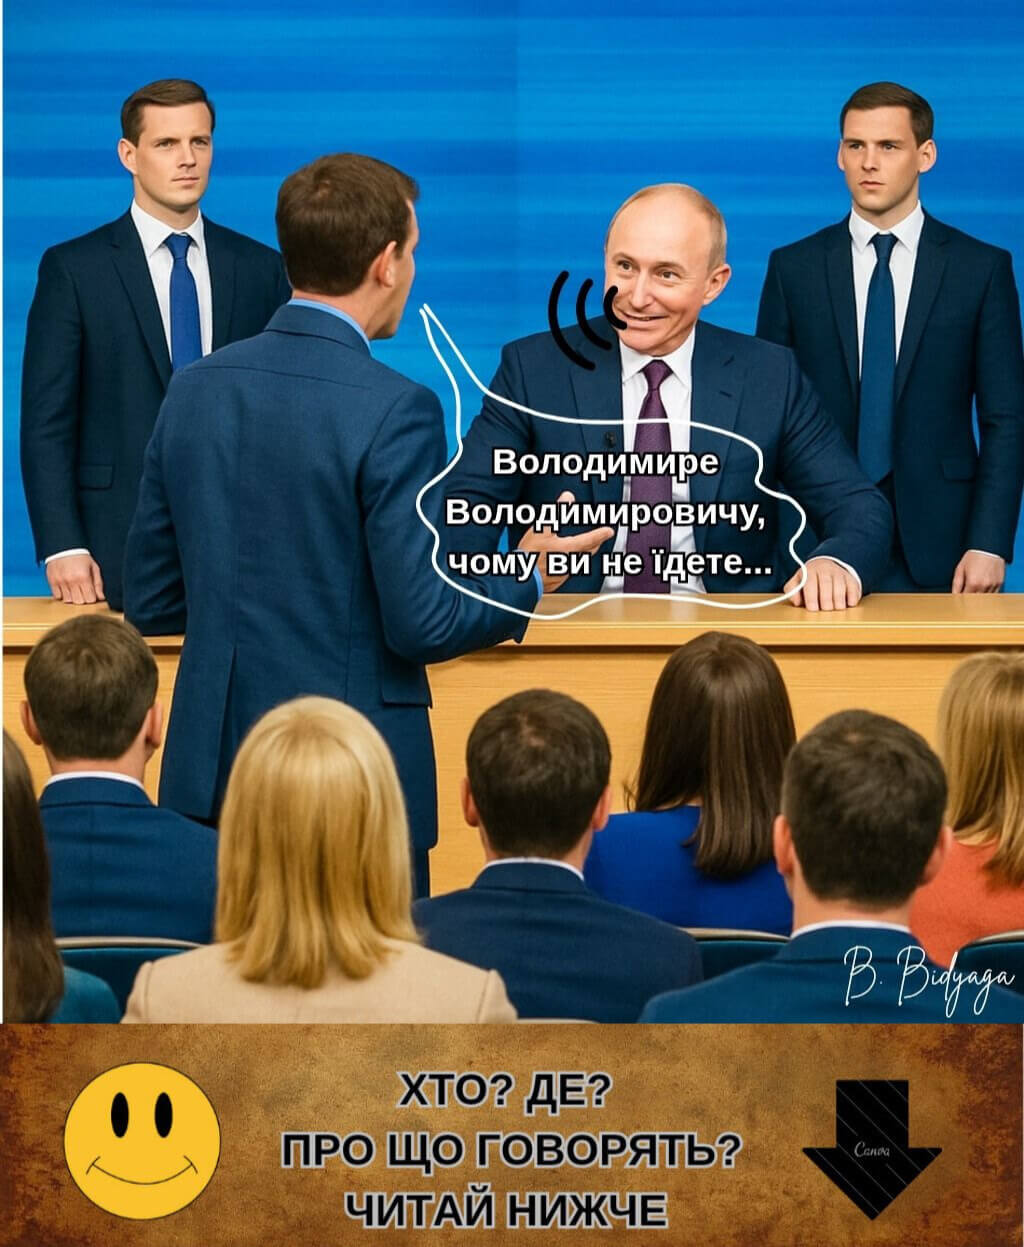 Володимире
Володимировичу,
чому ви не їдете...
B. Bidyaga
ХТО? ДЕ?
ПРО ЩО ГОВОРЯТЬ?
Canva
ЧИТАЙ НИЖЧЕ